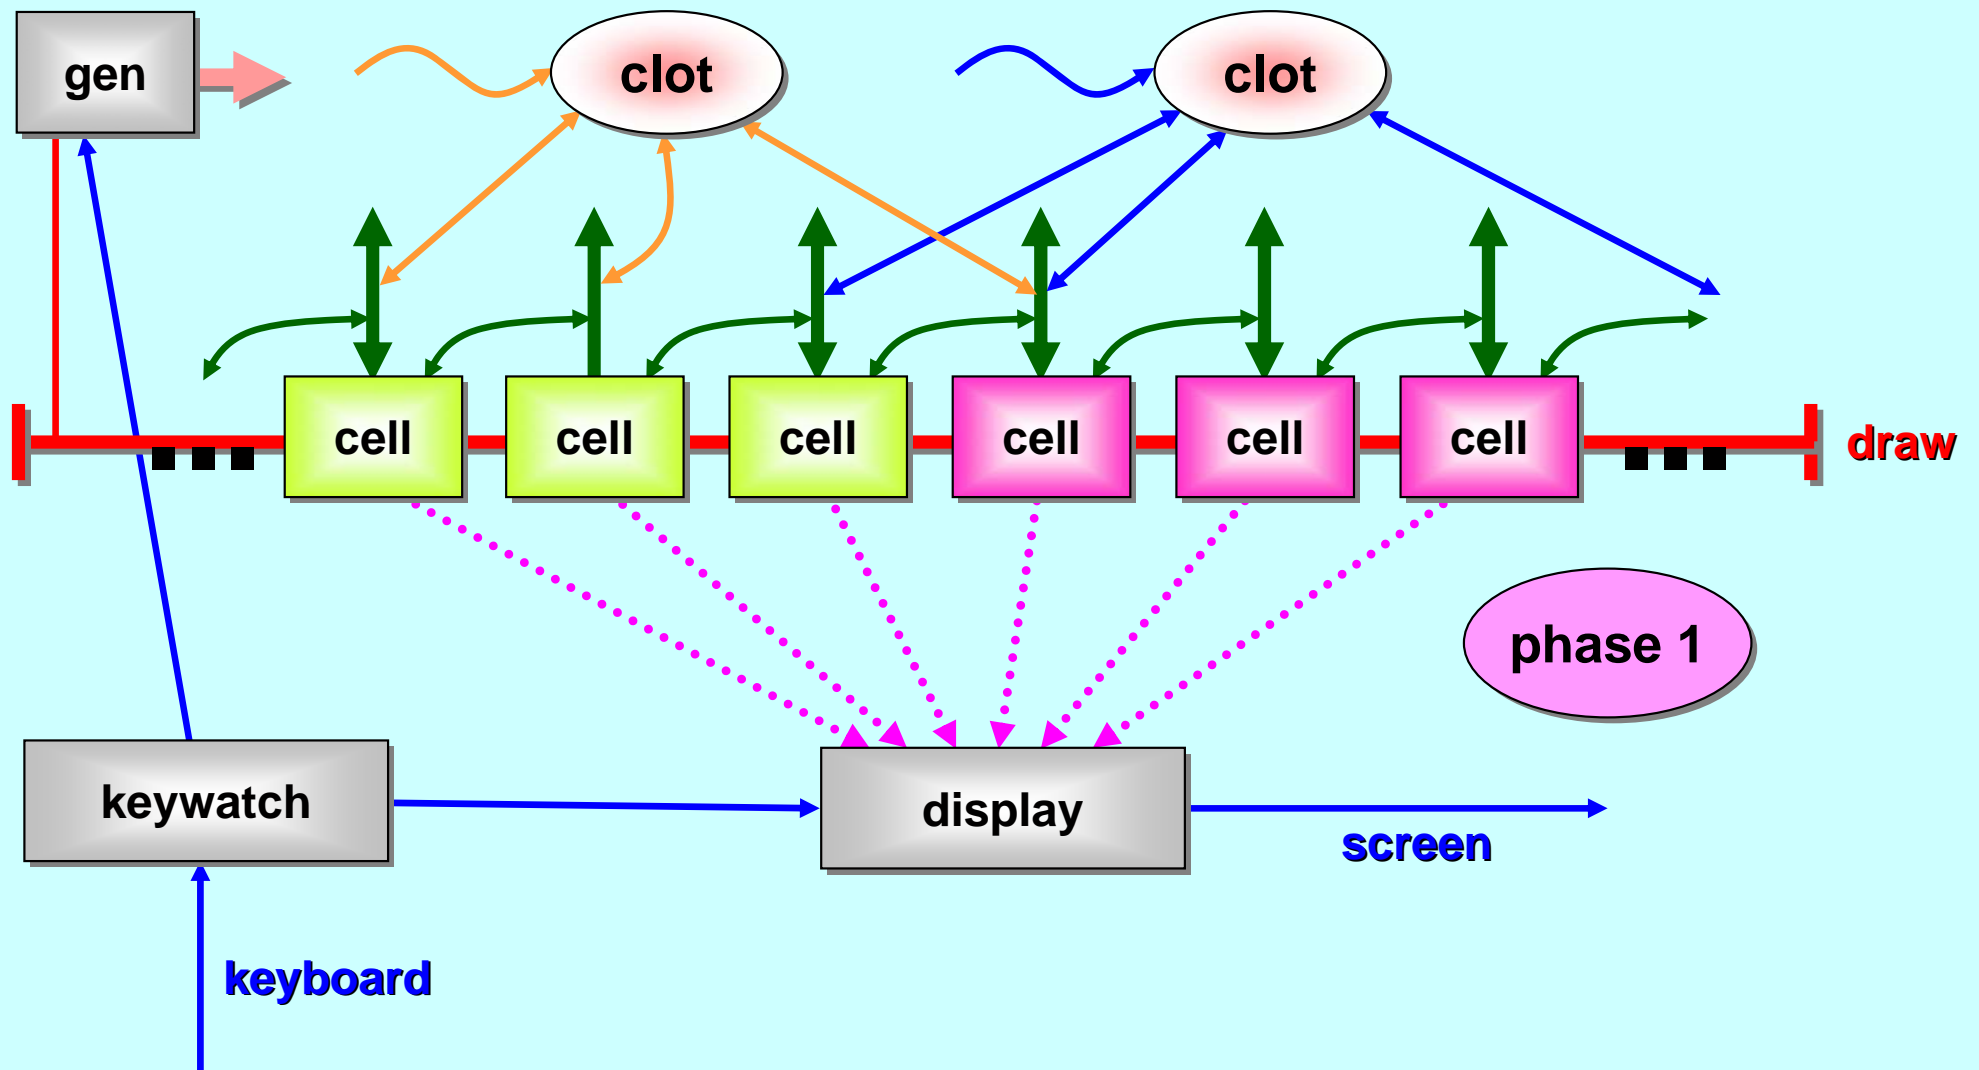 gen
clot
clot
cell
cell
cell
cell
cell
cell
draw
phase 1
keywatch
display
screen
keyboard